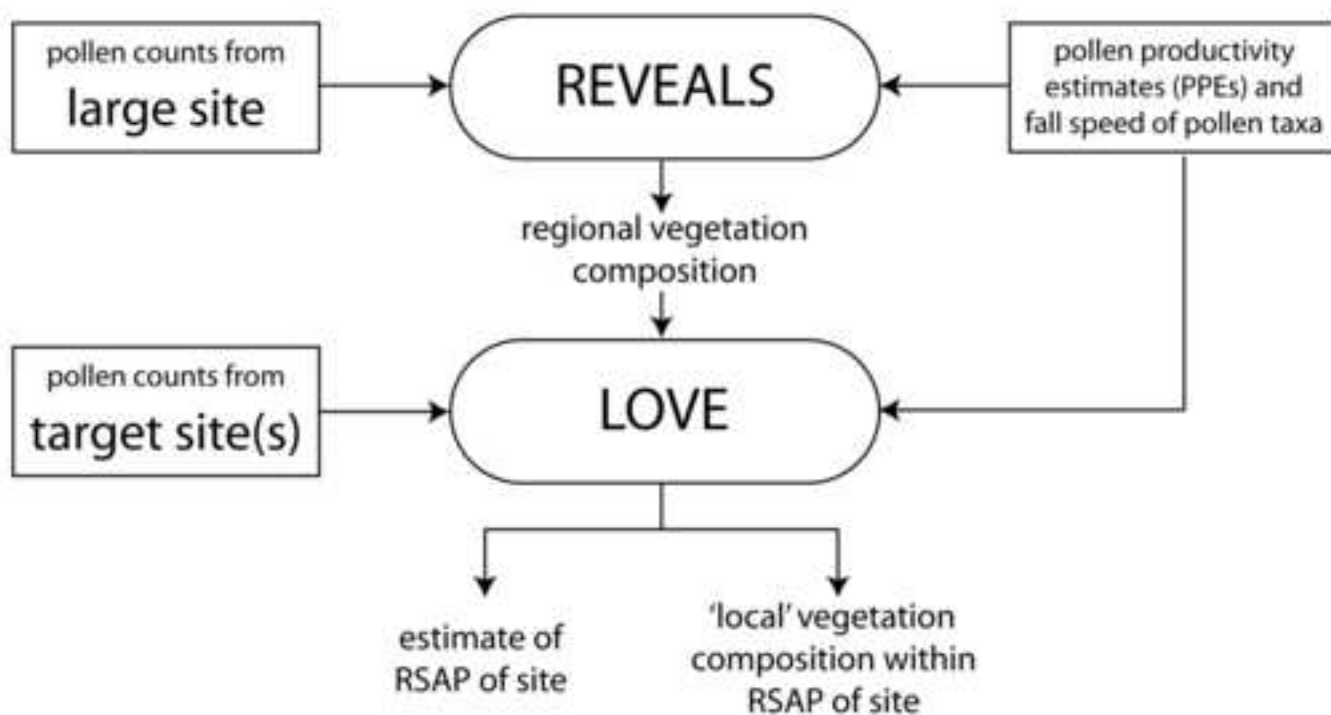 pollen counts from
large site
REVEALS
pollen productivity
estimates (PPEs) and
fall speed of pollen taxa
regional vegetation
composition
pollen counts from
target site(s)
LOVE
estimate of
RSAP of site
‘local’ vegetation
composition within
RSAP of site